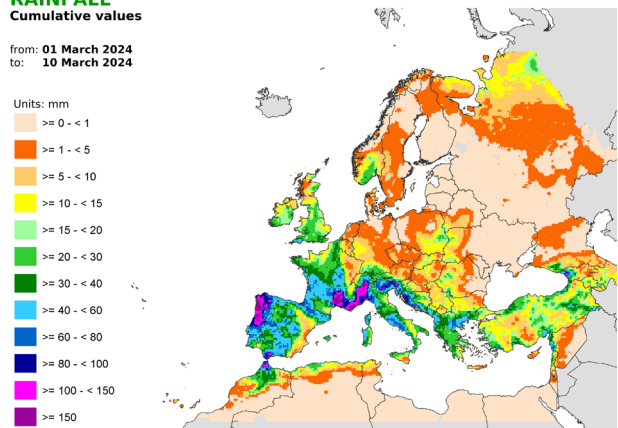 RAINFALL
Cumulative values
from: 01 March 2024
to: 10 March 2024
Units: mm
>= 0 - < 1
>= 1 - < 5
>= 5 - < 10
>= 10 - < 15
>= 15 - < 20
>= 20 - < 30
>= 30 - < 40
>= 40 - < 60
>= 60 - < 80
>= 80 - < 100
>= 100 - < 150
>= 150